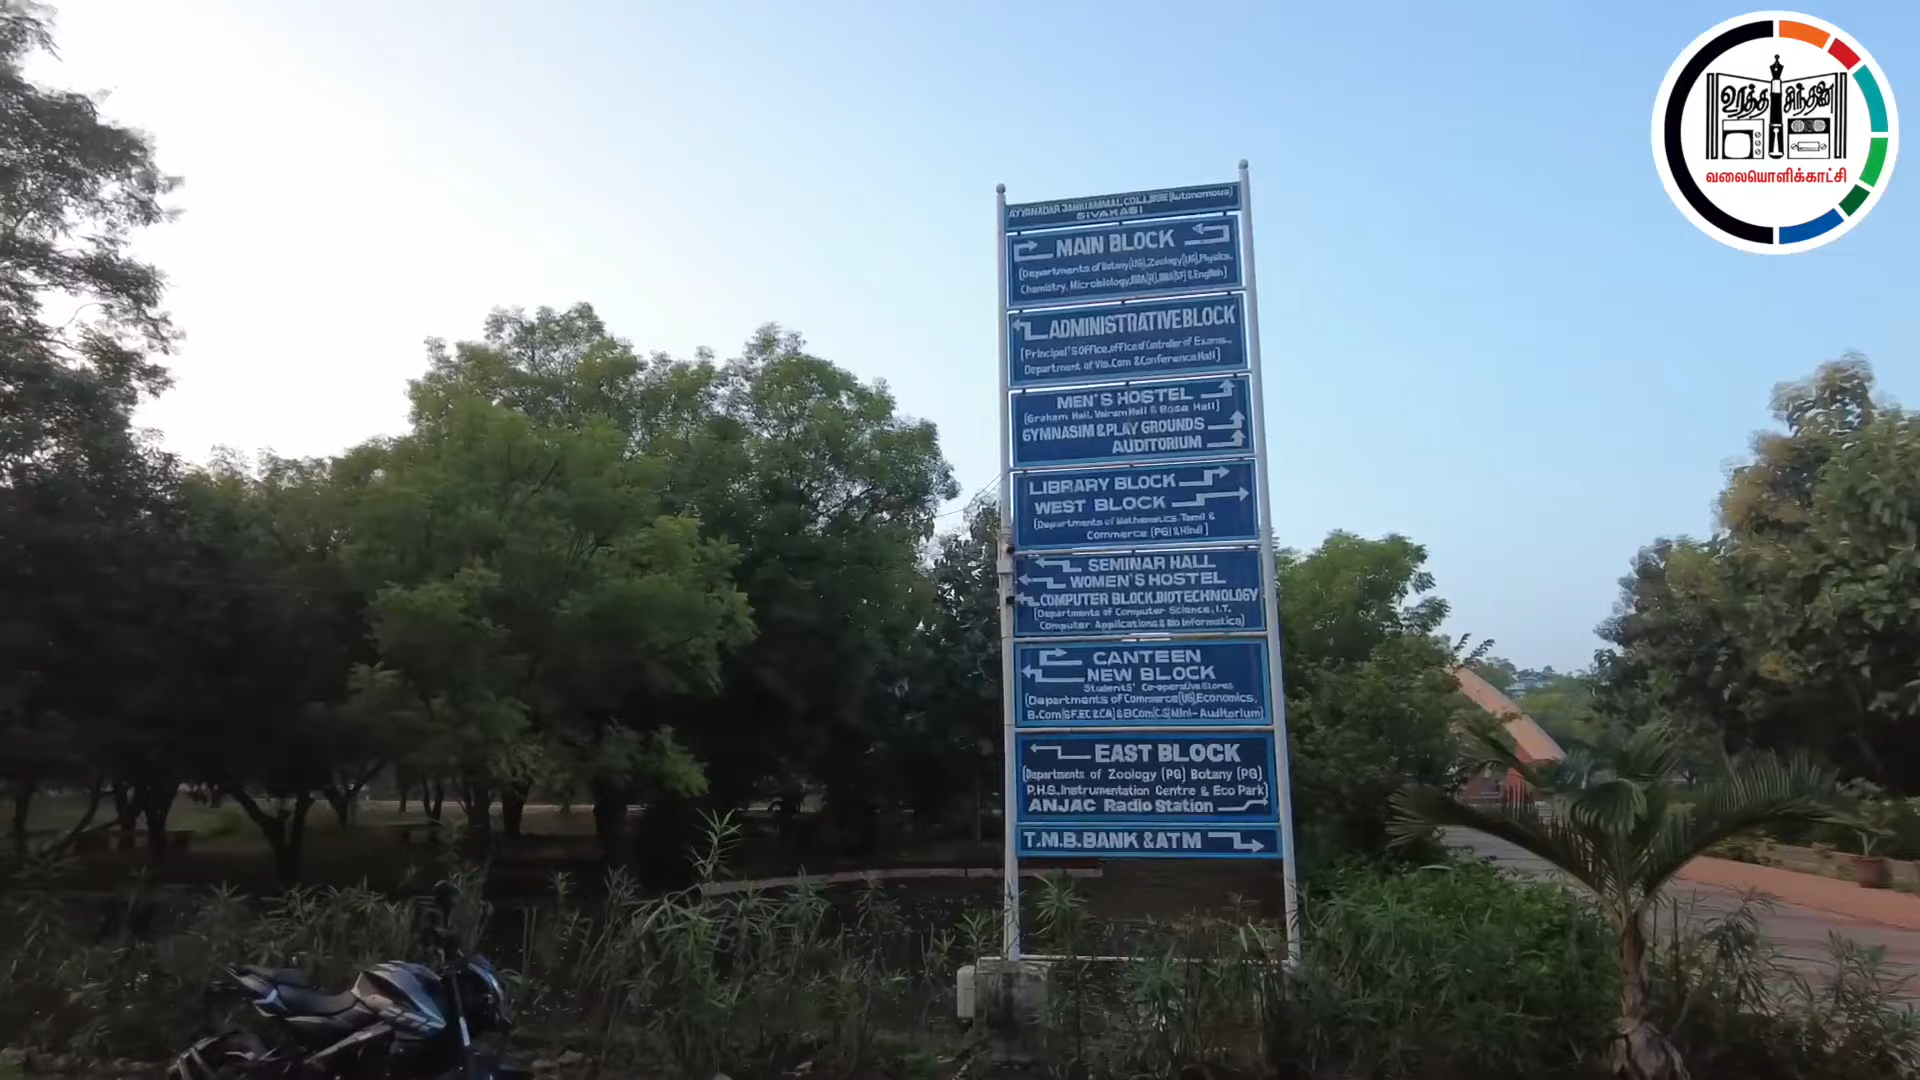 உரத்த சிந்தனை
வலையொளிக்காட்சி
AYYANADAR JANAKIAMMAL COLLEGE (Autonomous)
SIVAKASI
MAIN BLOCK
(Departments of Botany(UG),Zoology(UG),Physics,
Chemistry, Microbiology,BBA(R),BBA(SF) & English)
ADMINISTRATIVE BLOCK
(Principal'S Office,office of Controller of Exams.,
Department of Vis.Com & Conference Hall)
MEN'S HOSTEL
(Graham Hall, Vairam Hall & Bose Hall)
GYMNASIM & PLAY GROUNDS
AUDITORIUM
LIBRARY BLOCK
WEST BLOCK
(Departments of Mathematics, Tamil &
Commerce (PG) & Hindi)
SEMINAR HALL
WOMEN'S HOSTEL
COMPUTER BLOCK,BIOTECHNOLOGY
(Departments of Computer Science, I.T.
Computer Applications & Bio Informatics)
CANTEEN
NEW BLOCK
StudentS' Co-operative Stores
(Departments of Commerce(UG),Economics,
B.Com(SF,EC&CA) & BCom(CS)Mini-Auditorium)
EAST BLOCK
(Departments of Zoology (PG) Botany (PG)
P.H.S.,Instrumentation Centre & Eco Park)
ANJAC Radio Station
T.M.B. BANK & ATM